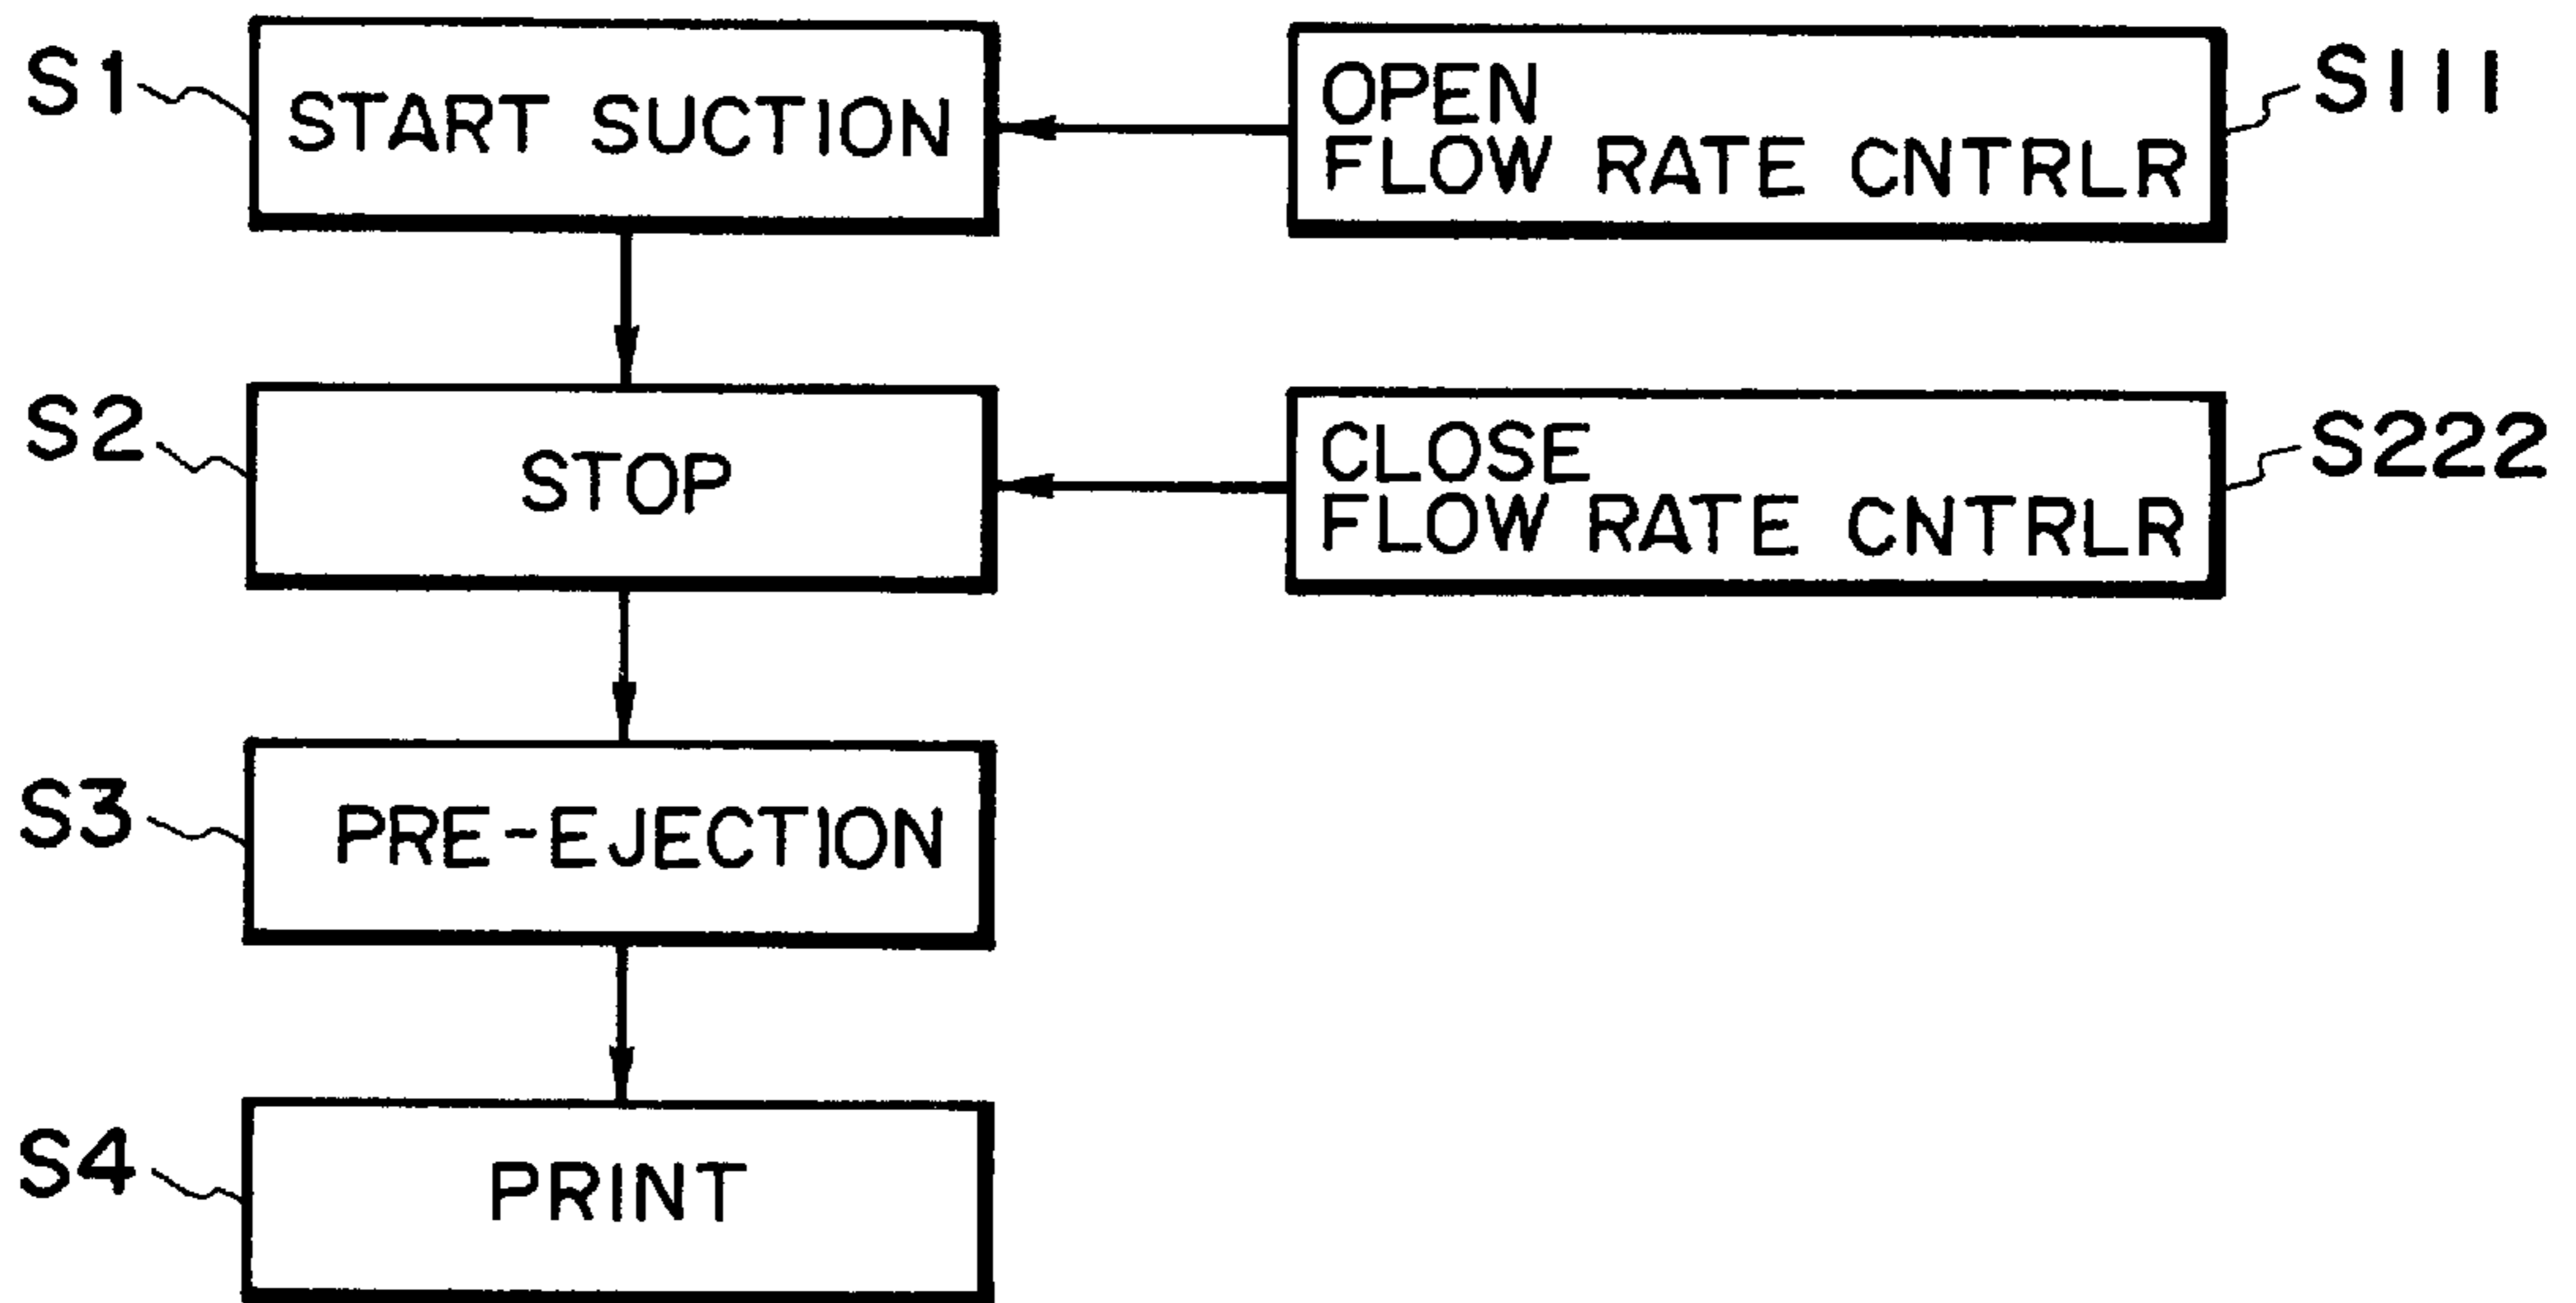 S1
START SUCTION
OPEN
FLOW RATE CNTRLR
S111
S2
STOP
CLOSE
FLOW RATE CNTRLR
S222
S3
PRE-EJECTION
S4
PRINT